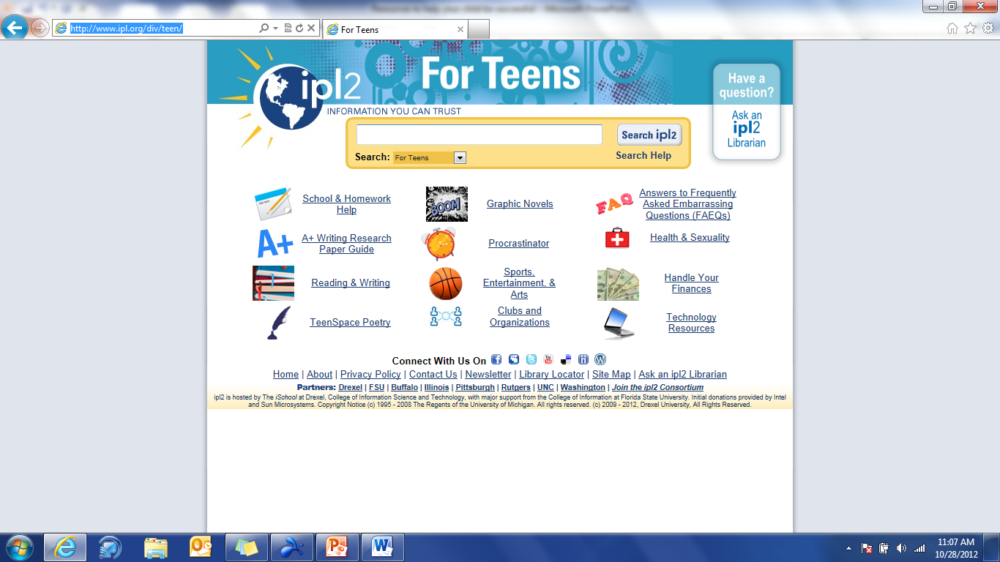 Resources to help your child be successful - Microsoft PowerPoint
http://www.ipl.org/div/teen/
For Teens
ipl2
For Teens
INFORMATION YOU CAN TRUST
Have a
question?
Ask an
ipl2
Librarian
Search ipl2
Search: For Teens
Search Help
School & Homework
Help
Graphic Novels
FAQ
Answers to Frequently
Asked Embarrassing
Questions (FAEQs)
A+
A+ Writing Research
Paper Guide
Procrastinator
Health & Sexuality
Reading & Writing
Sports,
Entertainment, &
Arts
Handle Your
Finances
TeenSpace Poetry
Clubs and
Organizations
Technology
Resources
BOOM
Connect With Us On
Home | About | Privacy Policy | Contact Us | Newsletter | Library Locator | Site Map | Ask an ipl2 Librarian
Partners: Drexel | FSU | Buffalo | Illinois | Pittsburgh | Rutgers | UNC | Washington | Join the ipl2 Consortium
ipl2 is hosted by The iSchool at Drexel, College of Information Science and Technology, with major support from the College of Information at Florida State University. Initial donations provided by Intel
and Sun Microsystems. Copyright Notice (c) 1995 - 2008 The Regents of the University of Michigan. All rights reserved. (c) 2009 - 2012, Drexel University, All Rights Reserved.
11:07 AM
10/28/2012